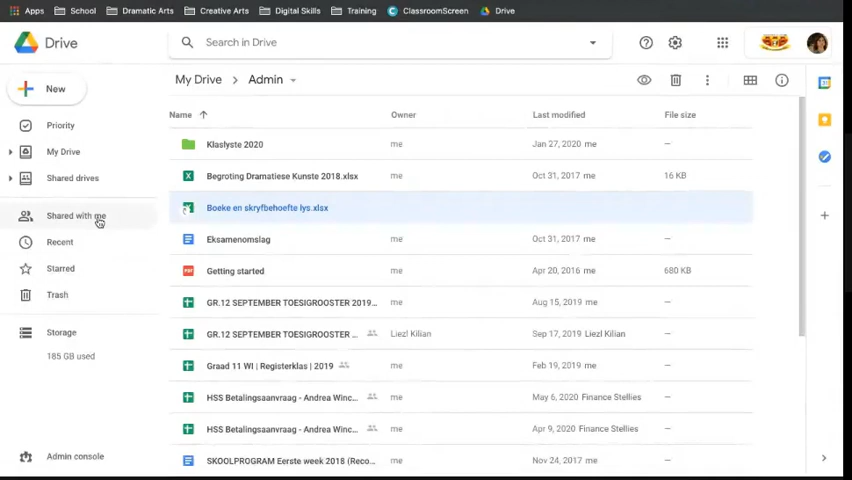 Apps School Dramatic Arts Creative Arts Digital Skills Training ClassroomScreen Drive
Drive Search in Drive
New
My Drive Admin
Name Owner Last modified File size
Priority
My Drive
Shared drives
Shared with me
Recent
Starred
Trash
Storage
185 GB used
Admin console
Klaslyste 2020 me Jan 27, 2020 me —
Begroting Dramatiese Kunste 2018.xlsx me Oct 31, 2017 me 16 KB
Boeke en skryfbehoefte lys.xlsx
Eksamenomslag me Oct 31, 2017 me —
Getting started me Apr 20, 2016 me 680 KB
GR.12 SEPTEMBER TOESIGROOSTER 2019... me Aug 15, 2019 me —
GR.12 SEPTEMBER TOESIGROOSTER ... Liezl Kilian Sep 17, 2019 Liezl Kilian —
Graad 11 WI | Registerklas | 2019 me Feb 19, 2019 me —
HSS Betalingsaanvraag - Andrea Winc... me May 6, 2020 Finance Stellies —
HSS Betalingsaanvraag - Andrea Winc... me Apr 9, 2020 Finance Stellies —
SKOOLPROGRAM Eerste week 2018 (Reco... me Nov 24, 2017 me —